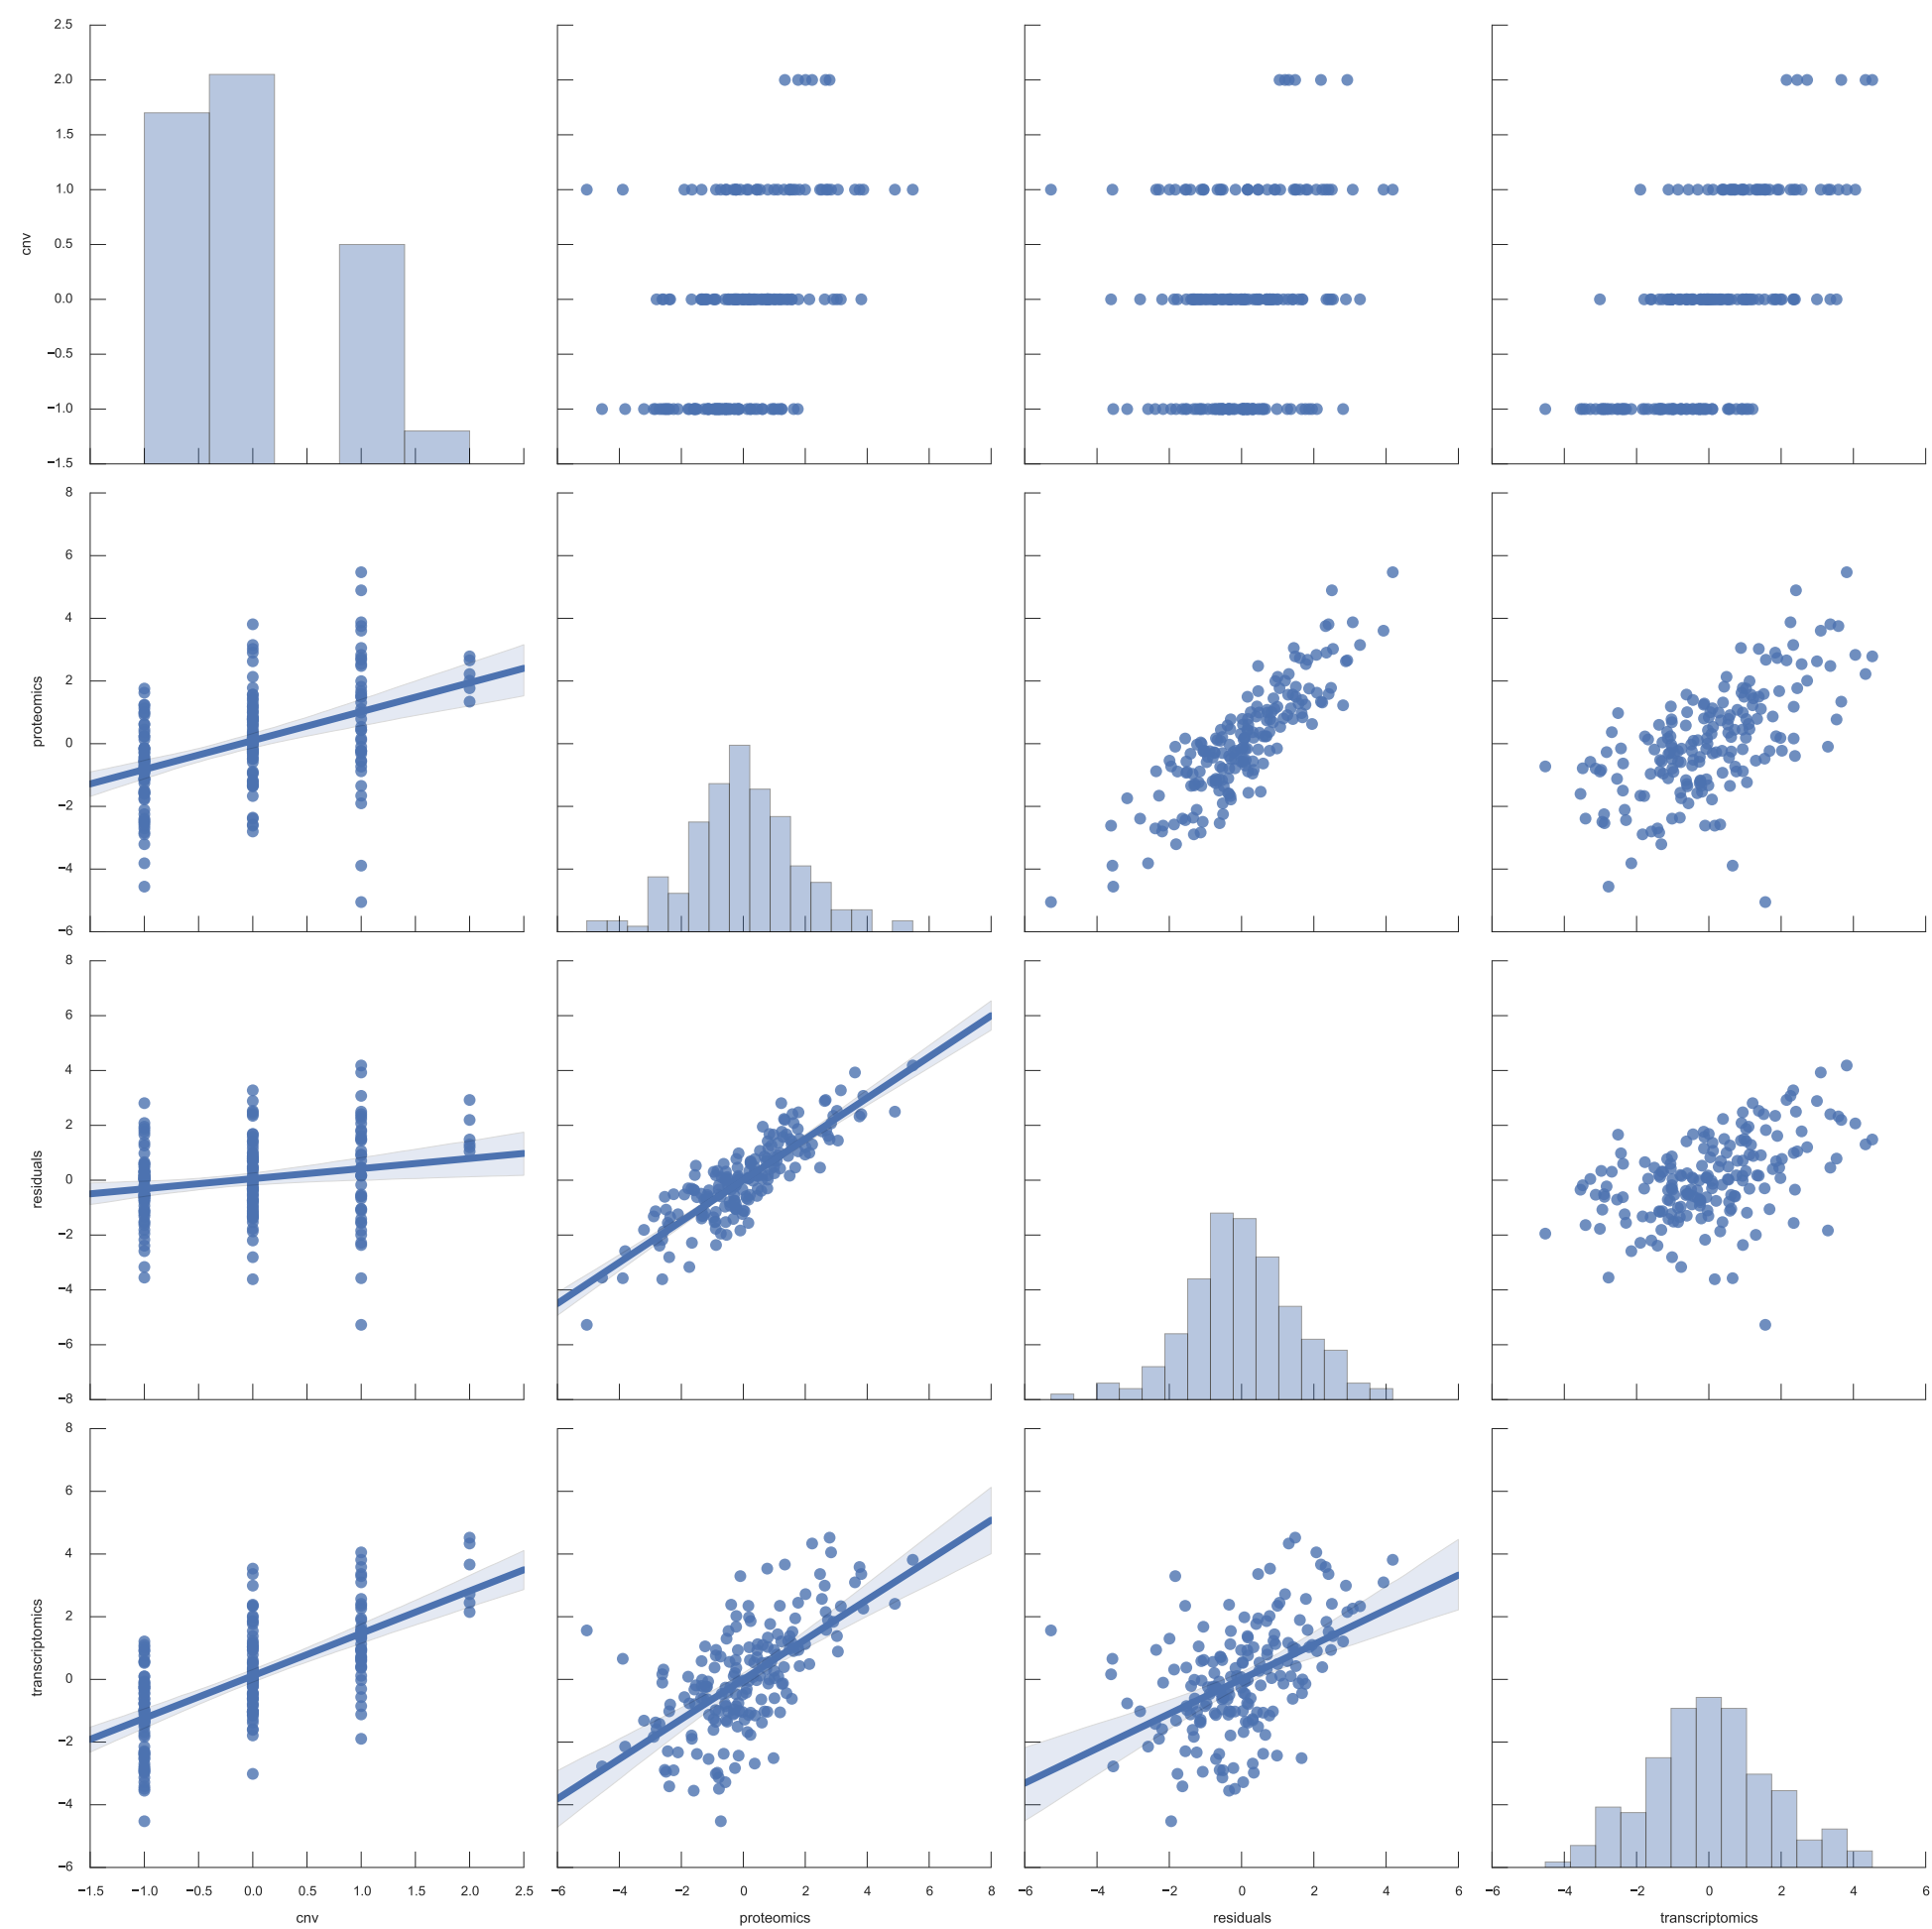 2.5
2.0
1.5
1.0
0.5
0.0
−0.5
−1.0
−1.5
cnv
8
6
4
2
0
−2
−4
−6
proteomics
8
6
4
2
0
−2
−4
−6
−8
residuals
8
6
4
2
0
−2
−4
−6
transcriptomics
−1.5 −1.0 −0.5 0.0 0.5 1.0 1.5 2.0 2.5
cnv
−6 −4 −2 0 2 4 6 8
proteomics
−6 −4 −2 0 2 4 6
residuals
−6 −4 −2 0 2 4 6
transcriptomics